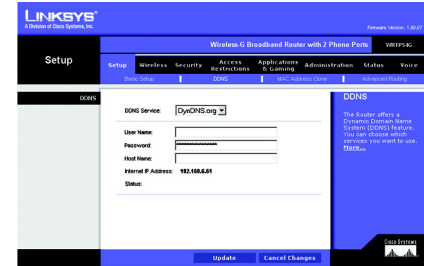 LINKSYS®
A Division of Cisco Systems, Inc.
Firmware Version: 1.00.07
Wireless-G Broadband Router with 2 Phone Ports
WRTP54G
Setup
Setup
Wireless
Security
Access Restrictions
Applications & Gaming
Administration
Status
Voice
Basic Setup
DDNS
MAC Address Clone
Advanced Routing
DDNS
DDNS Service:
DynDNS.org
User Name:
Password:
Host Name:
Internet IP Address: 192.168.6.51
Status:
DDNS
The Router offers a
Dynamic Domain Name
System (DDNS) feature.
You can choose which
services you want to use.
More...
Update
Cancel Changes
CISCO SYSTEMS